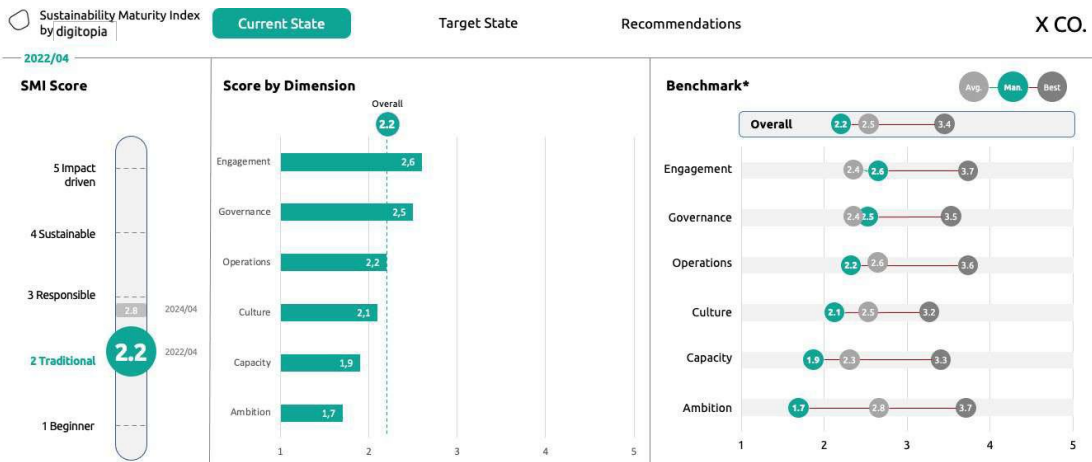 Sustainability Maturity Index
by digitopia
Current State
Target State
Recommendations
X CO.
2022/04
SMI Score
5 Impact
driven
4 Sustainable
3 Responsible
2.8
2024/04
2.2
2022/04
2 Traditional
1 Beginner
Score by Dimension
Overall
2.2
Engagement
2,6
Governance
2,5
Operations
2,2
Culture
2,1
Capacity
1,9
Ambition
1,7
1 2 3 4 5
Benchmark*
Avg. Man. Best
Overall 2.2 2.5 3.4
Engagement 2.4 2.6 3.7
Governance 2.4 2.5 3.5
Operations 2.2 2.6 3.6
Culture 2.1 2.5 3.2
Capacity 1.9 2.3 3.3
Ambition 1.7 2.8 3.7
1 2 3 4 5